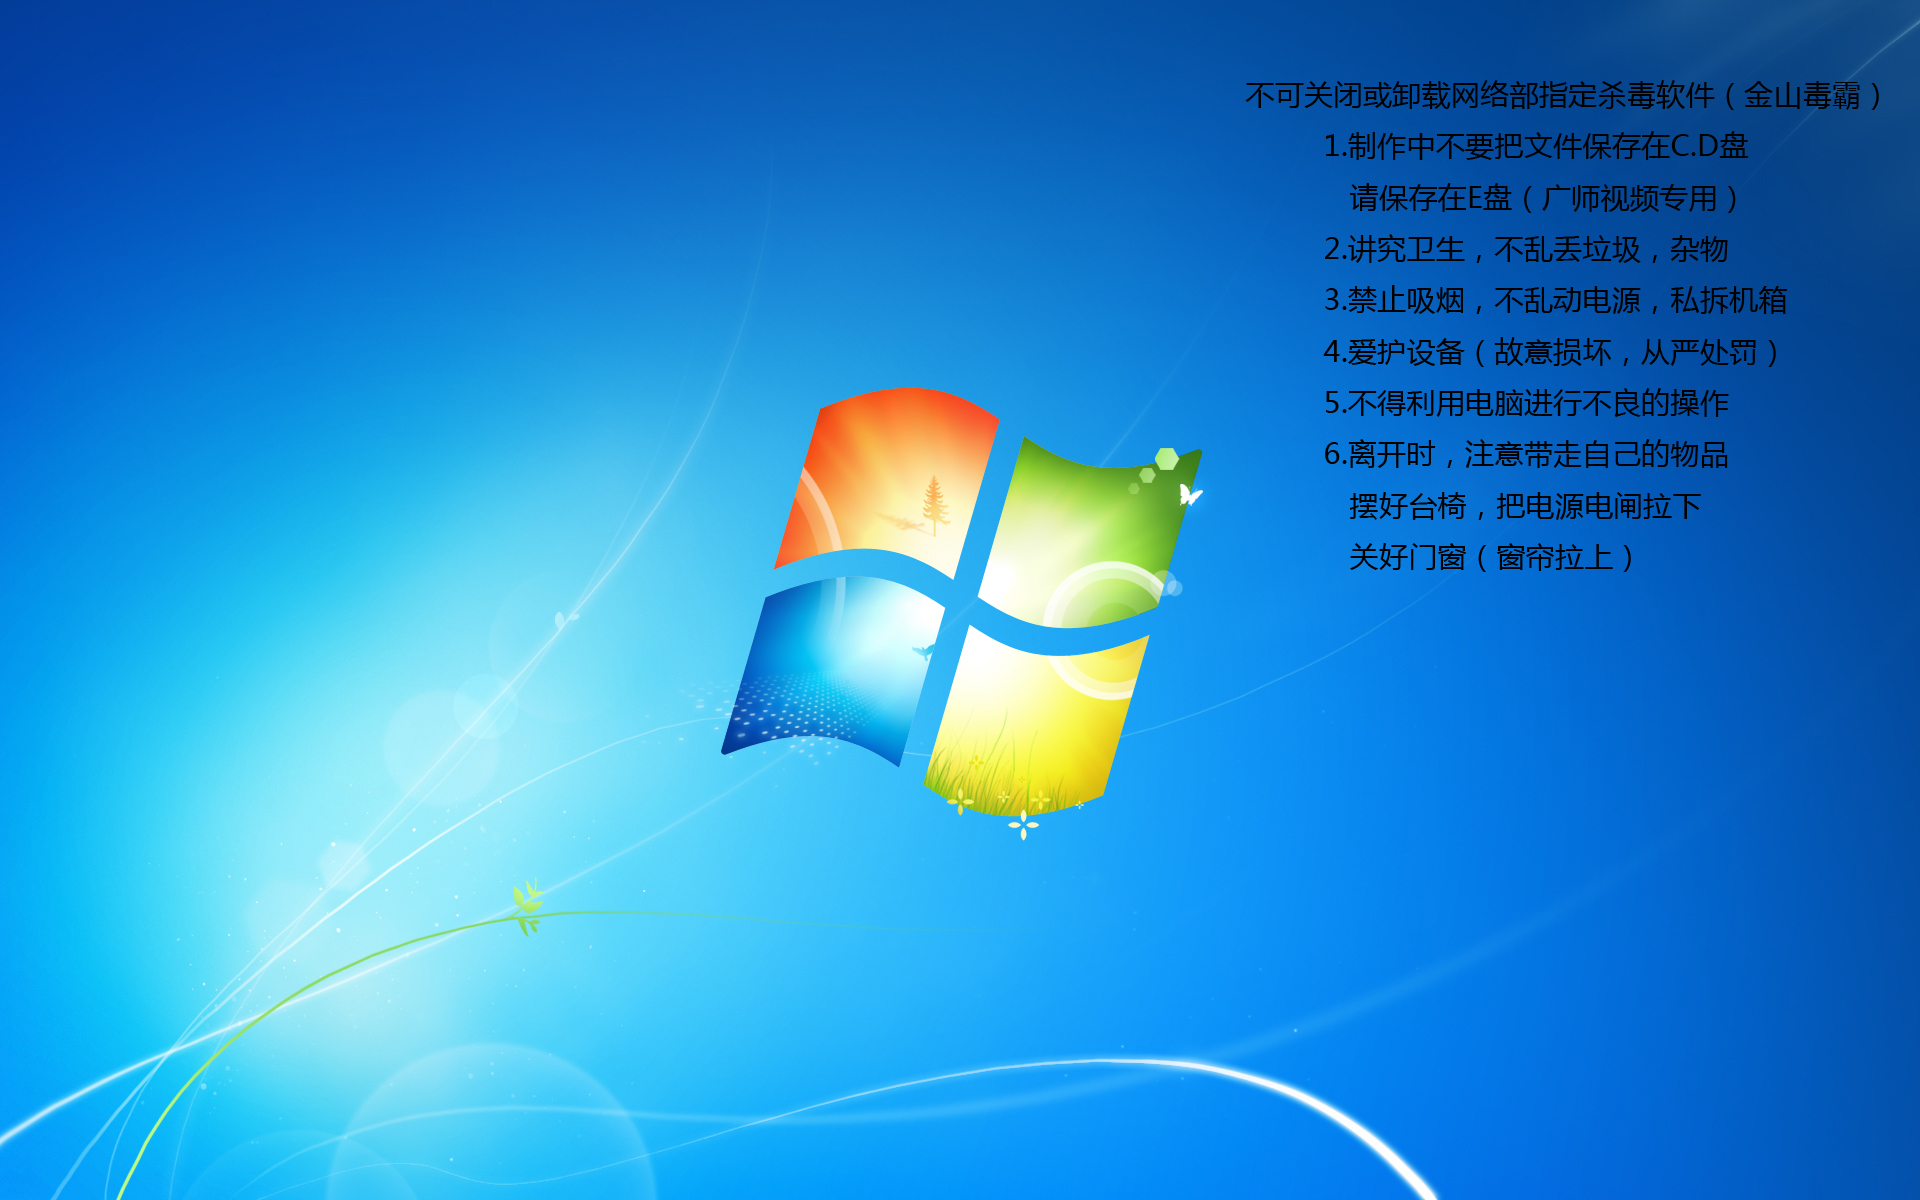 不可关闭或卸载网络部指定杀毒软件（金山毒霸）
1.制作中不要把文件保存在C.D盘
请保存在E盘（广师视频专用）
2.讲究卫生，不乱丢垃圾，杂物
3.禁止吸烟，不乱动电源，私拆机箱
4.爱护设备（故意损坏，从严处罚）
5.不得利用电脑进行不良的操作
6.离开时，注意带走自己的物品
摆好台椅，把电源电闸拉下
关好门窗（窗帘拉上）